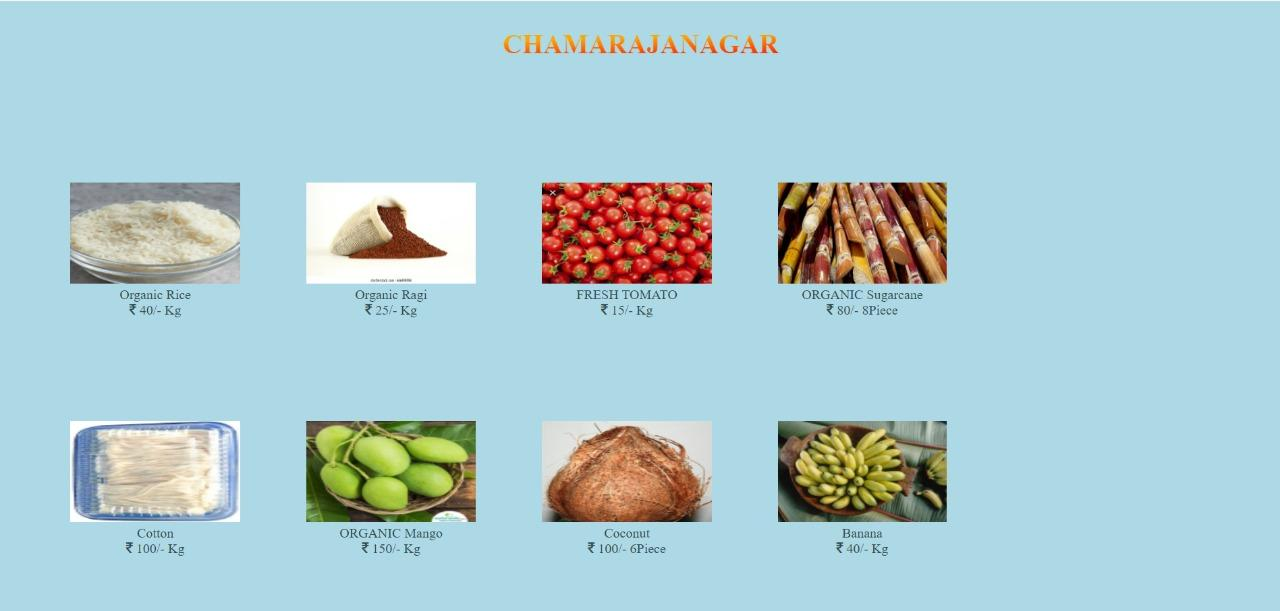 CHAMARAJANAGAR
Organic Rice
₹ 40/- Kg
Organic Ragi
₹ 25/- Kg
FRESH TOMATO
₹ 15/- Kg
ORGANIC Sugarcane
₹ 80/- 8Piece
Cotton
₹ 100/- Kg
ORGANIC Mango
₹ 150/- Kg
Coconut
₹ 100/- 6Piece
Banana
₹ 40/- Kg